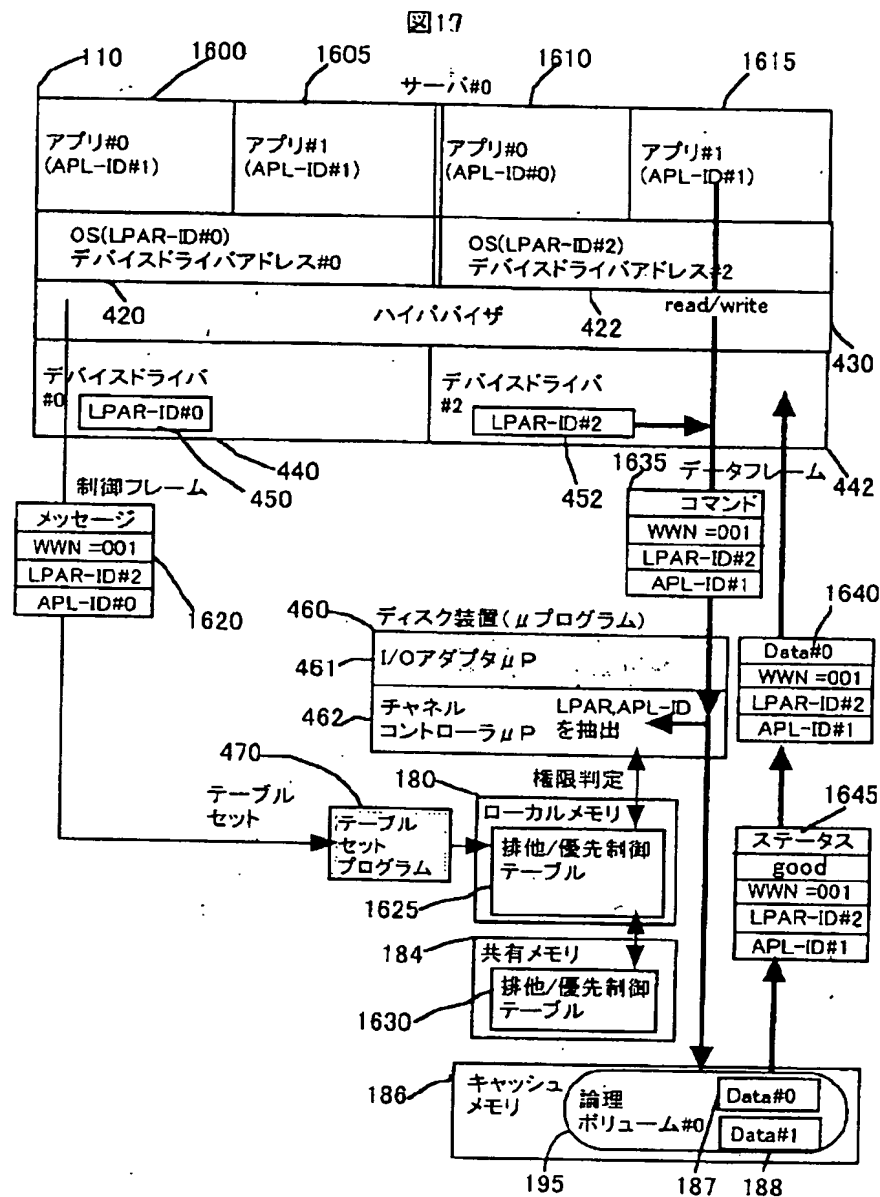 図17
110
1600
1605
サーバ#0
1610
1615
アプリ#0
(APL-ID#1)
アプリ#1
(APL-ID#1)
アプリ#0
(APL-ID#0)
アプリ#1
(APL-ID#1)
OS(LPAR-ID#0)
デバイスドライバアドレス#0
OS(LPAR-ID#2)
デバイスドライバアドレス#2
420
ハイパバイザ
422
read/write
430
デバイスドライバ
#0
LPAR-ID#0
デバイスドライバ
#2
LPAR-ID#2
440
450
452
442
制御フレーム
メッセージ
WWN =001
LPAR-ID#2
APL-ID#0
1620
1635
データフレーム
コマンド
WWN =001
LPAR-ID#2
APL-ID#1
460
ディスク装置(μプログラム)
461
I/OアダプタμP
462
チャネル
コントローラμP
LPAR,APL-ID
を抽出
1640
Data#0
WWN =001
LPAR-ID#2
APL-ID#1
470
180
権限判定
テーブル
セット
テーブル
セット
プログラム
ローカルメモリ
排他/優先制御
テーブル
1625
1645
ステータス
good
WWN =001
LPAR-ID#2
APL-ID#1
184
共有メモリ
排他/優先制御
テーブル
1630
186
キャッシュ
メモリ
論理
ボリューム#0
Data#0
Data#1
195
187
188